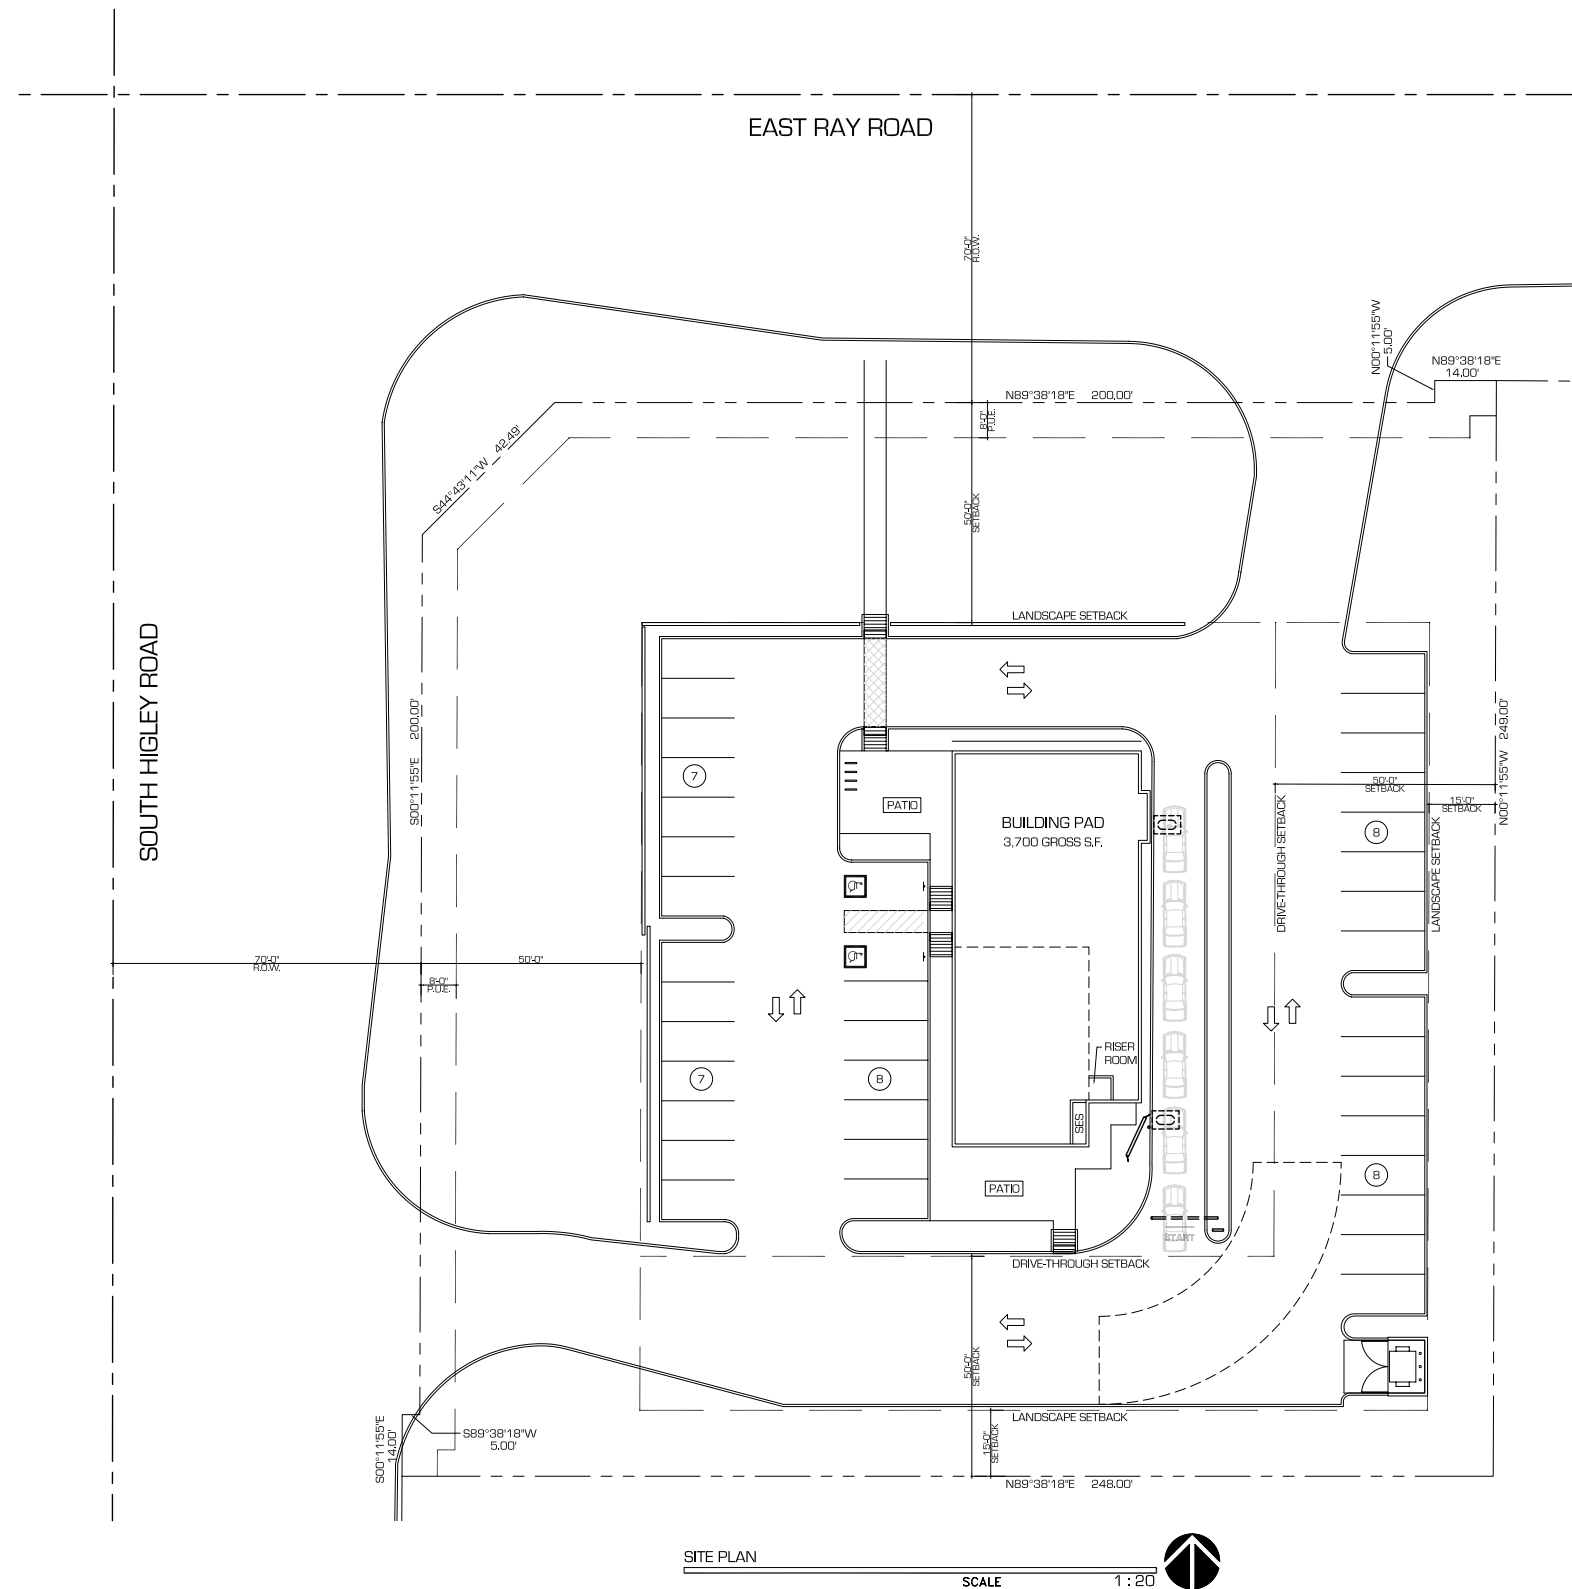 EAST RAY ROAD
70'-0"
R.O.W.
N00°11'55"W
5.00'
N89°38'18"E
14.00'
N89°38'18"E 200.00'
8'-0"
P.U.E.
S44°43'11"W 42.49'
50'-0"
SETBACK
LANDSCAPE SETBACK
SOUTH HIGLEY ROAD
S00°11'55"E 200.00'
7
PATIO
BUILDING PAD
3,700 GROSS S.F.
DRIVE-THROUGH SETBACK
50'-0"
SETBACK
15'-0"
SETBACK
N00°11'55"W 249.00'
8
LANDSCAPE SETBACK
70'-0"
R.O.W.
50'-0"
8'-0"
P.U.E.
RISER
ROOM
7
8
SES
8
PATIO
START
DRIVE-THROUGH SETBACK
50'-0"
SETBACK
LANDSCAPE SETBACK
15'-0"
SETBACK
S00°11'55"E
14.00'
S89°38'18"W
5.00'
N89°38'18"E 248.00'
SITE PLAN
SCALE 1 : 20